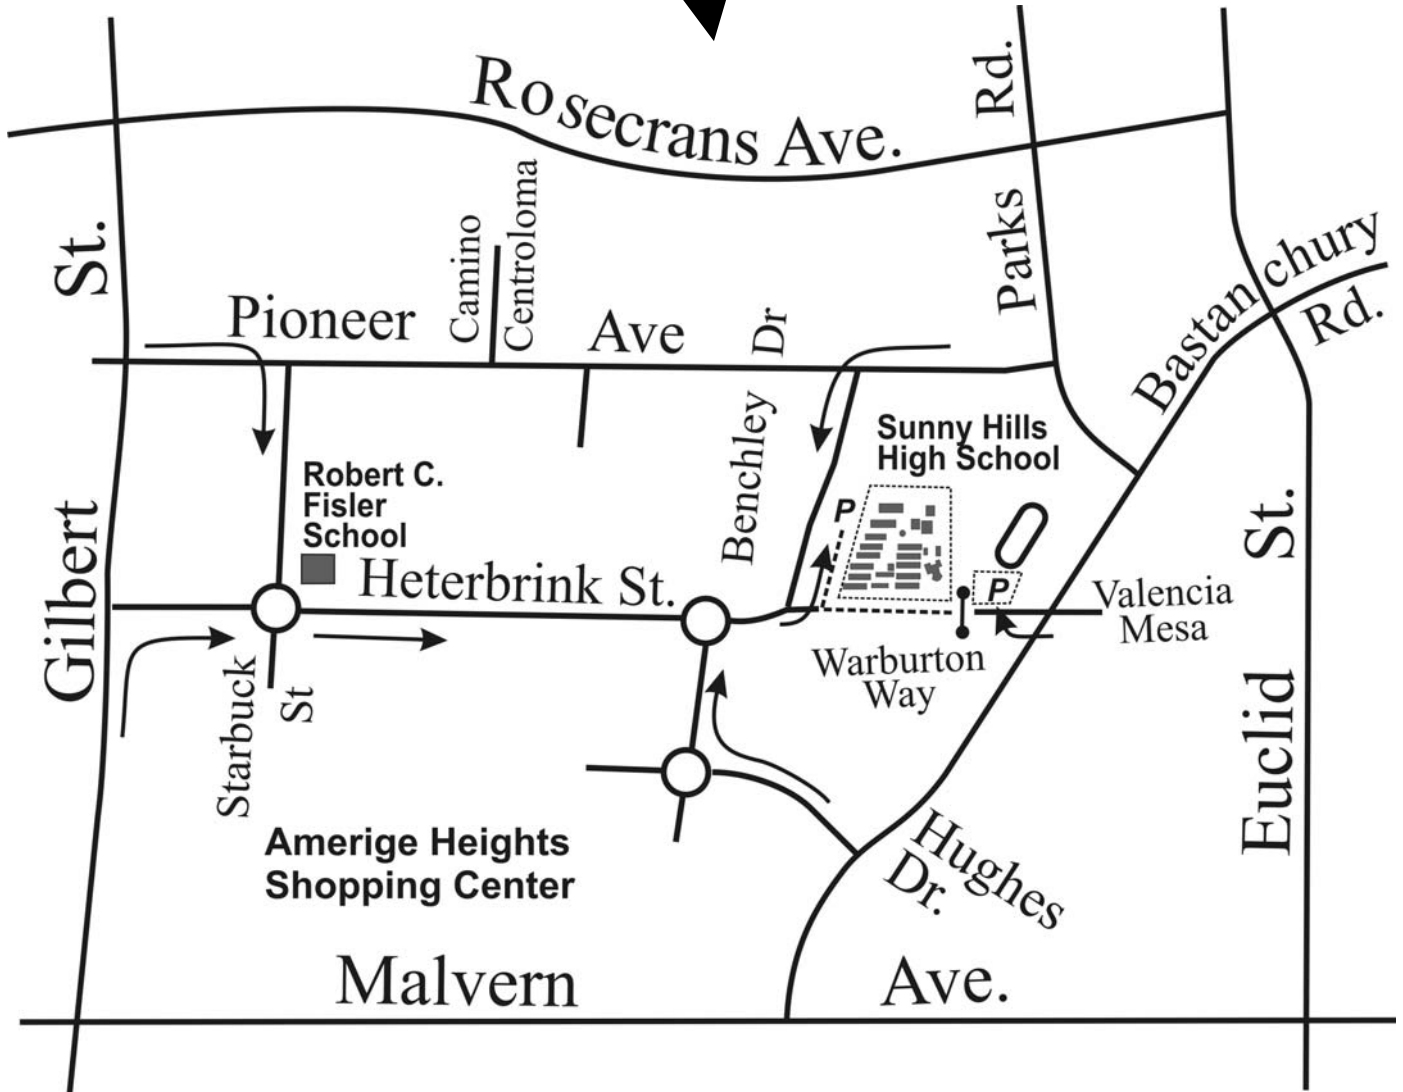 Rosecrans Ave.
Parks Rd.
Bastanchury
Rd.
Gilbert St.
Camino
Centroloma
Pioneer Ave
Benchley Dr
Sunny Hills
High School
P
Robert C.
Fisler
School
Heterbrink St.
P
Valencia
Mesa
Warburton
Way
Starbuck St
Euclid St.
Amerige Heights
Shopping Center
Hughes
Dr.
Malvern Ave.